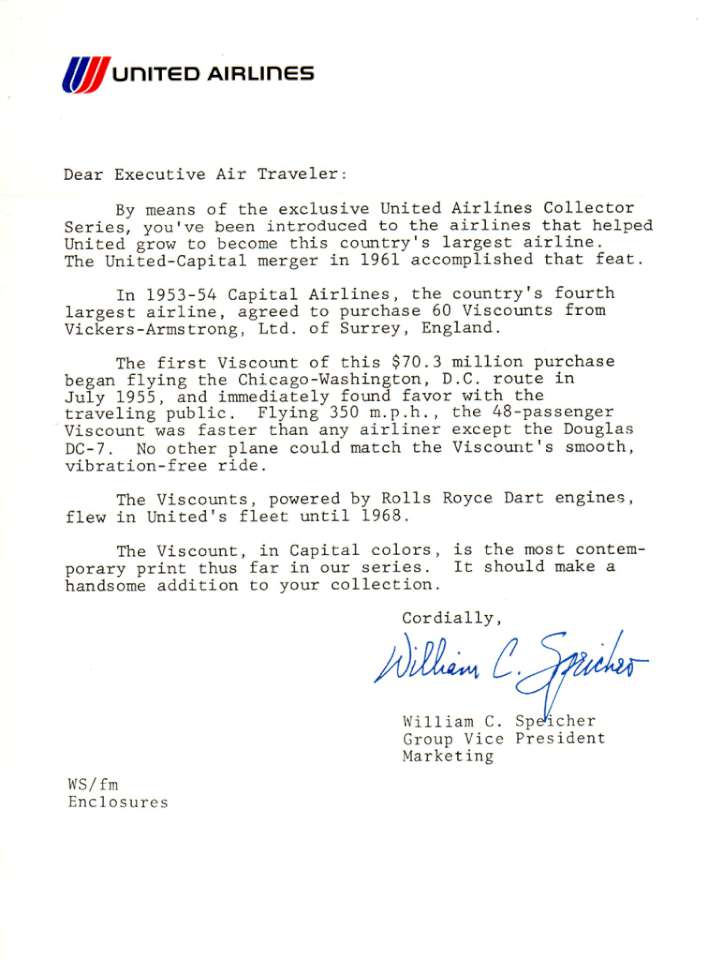 UNITED AIRLINES
Dear Executive Air Traveler:
By means of the exclusive United Airlines Collector
Series, you've been introduced to the airlines that helped
United grow to become this country's largest airline.
The United-Capital merger in 1961 accomplished that feat.
In 1953-54 Capital Airlines, the country's fourth
largest airline, agreed to purchase 60 Viscounts from
Vickers-Armstrong, Ltd. of Surrey, England.
The first Viscount of this $70.3 million purchase
began flying the Chicago-Washington, D.C. route in
July 1955, and immediately found favor with the
traveling public. Flying 350 m.p.h., the 48-passenger
Viscount was faster than any airliner except the Douglas
DC-7. No other plane could match the Viscount's smooth,
vibration-free ride.
The Viscounts, powered by Rolls Royce Dart engines,
flew in United's fleet until 1968.
The Viscount, in Capital colors, is the most contem-
porary print thus far in our series. It should make a
handsome addition to your collection.
Cordially,
William C. Speicher
William C. Speicher
Group Vice President
Marketing
WS/fm
Enclosures